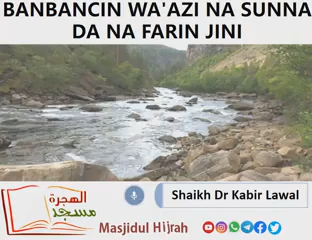 BANBANCIN WA'AZI NA SUNNA
DA NA FARIN JINI
الهجرة
مسجد
Shaikh Dr Kabir Lawal
Masjidul Hijrah